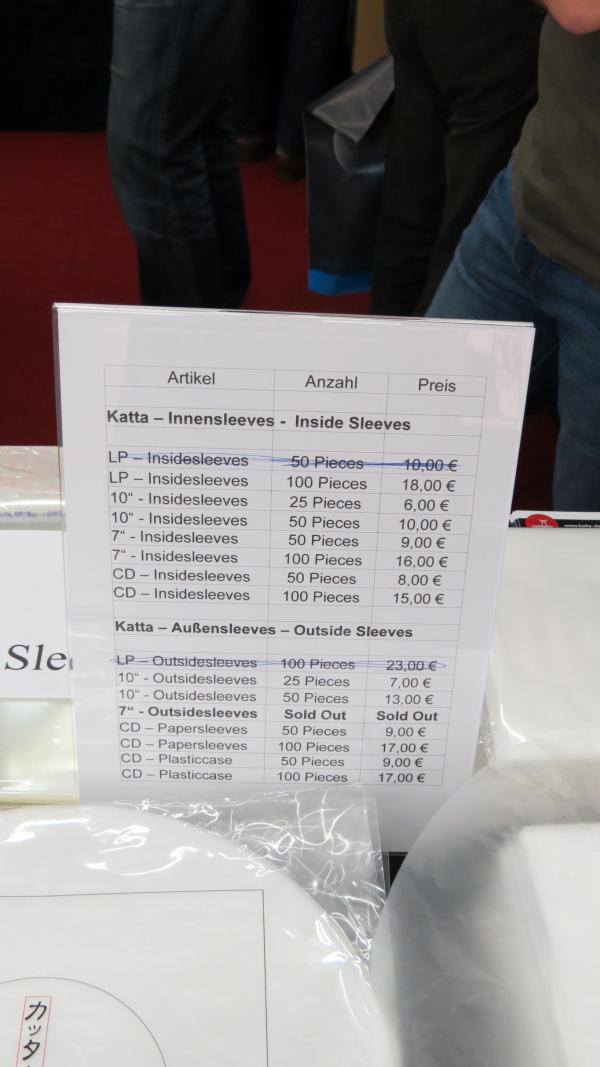 Artikel Anzahl Preis
Katta – Innensleeves - Inside Sleeves
LP – Insidesleeves 50 Pieces 10,00 €
LP – Insidesleeves 100 Pieces 18,00 €
10“ - Insidesleeves 25 Pieces 6,00 €
10“ - Insidesleeves 50 Pieces 10,00 €
7“ - Insidesleeves 50 Pieces 9,00 €
7“ - Insidesleeves 100 Pieces 16,00 €
CD – Insidesleeves 50 Pieces 8,00 €
CD – Insidesleeves 100 Pieces 15,00 €
Katta – Außensleeves – Outside Sleeves
LP – Outsidesleeves 100 Pieces 23,00 €
10“ - Outsidesleeves 25 Pieces 7,00 €
10“ - Outsidesleeves 50 Pieces 13,00 €
7“ - Outsidesleeves Sold Out Sold Out
CD – Papersleeves 50 Pieces 9,00 €
CD – Papersleeves 100 Pieces 17,00 €
CD – Plasticcase 50 Pieces 9,00 €
CD – Plasticcase 100 Pieces 17,00 €
Sle
カッタ